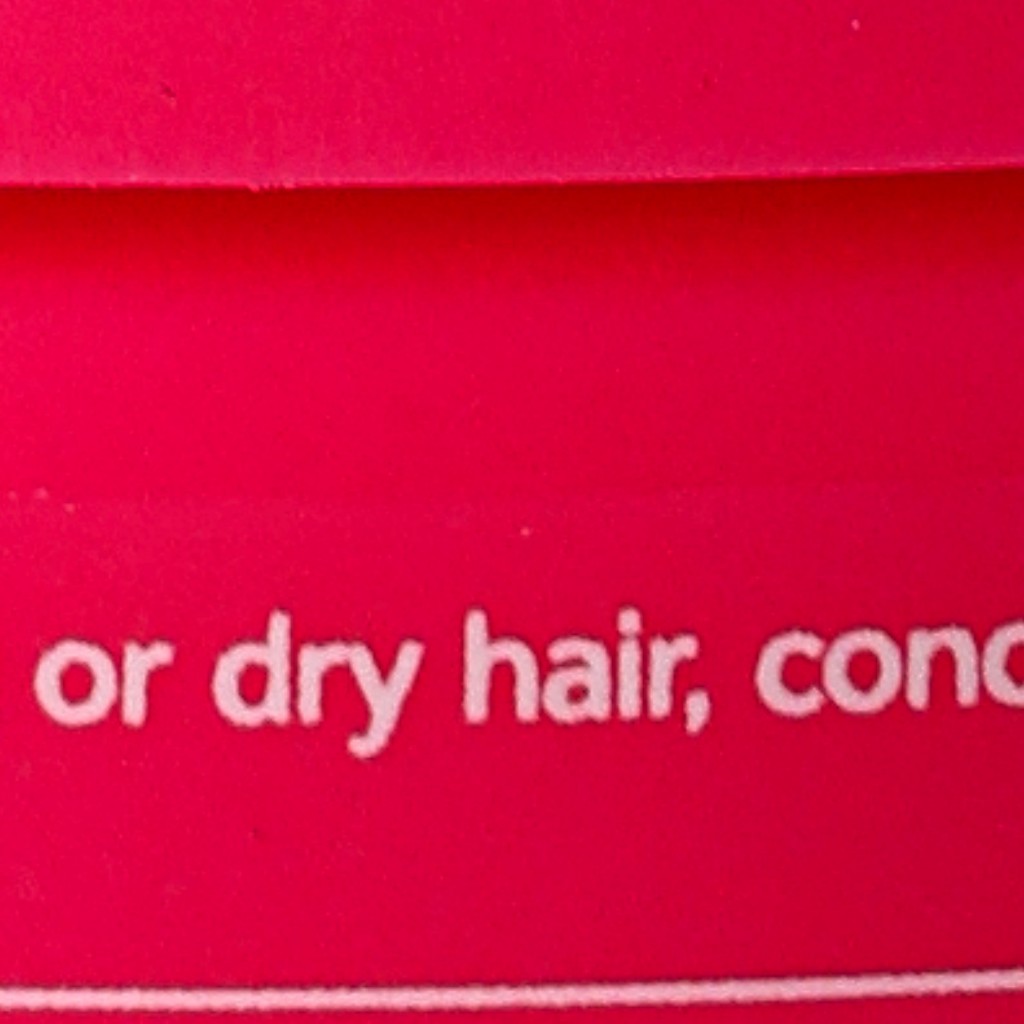 or dry hair, conc